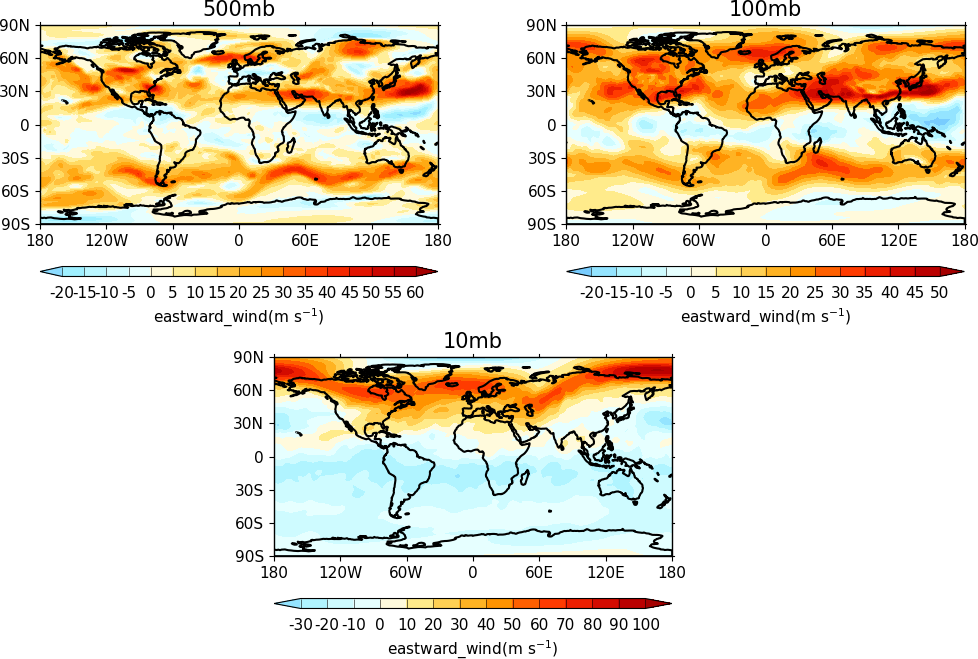 500mb
90N
60N
30N
0
30S
60S
90S
180 120W 60W 0 60E 120E 180
-20 -15 -10 -5 0 5 10 15 20 25 30 35 40 45 50 55 60
eastward_wind(m s⁻¹)
100mb
90N
60N
30N
0
30S
60S
90S
180 120W 60W 0 60E 120E 180
-20 -15 -10 -5 0 5 10 15 20 25 30 35 40 45 50
eastward_wind(m s⁻¹)
10mb
90N
60N
30N
0
30S
60S
90S
180 120W 60W 0 60E 120E 180
-30 -20 -10 0 10 20 30 40 50 60 70 80 90 100
eastward_wind(m s⁻¹)